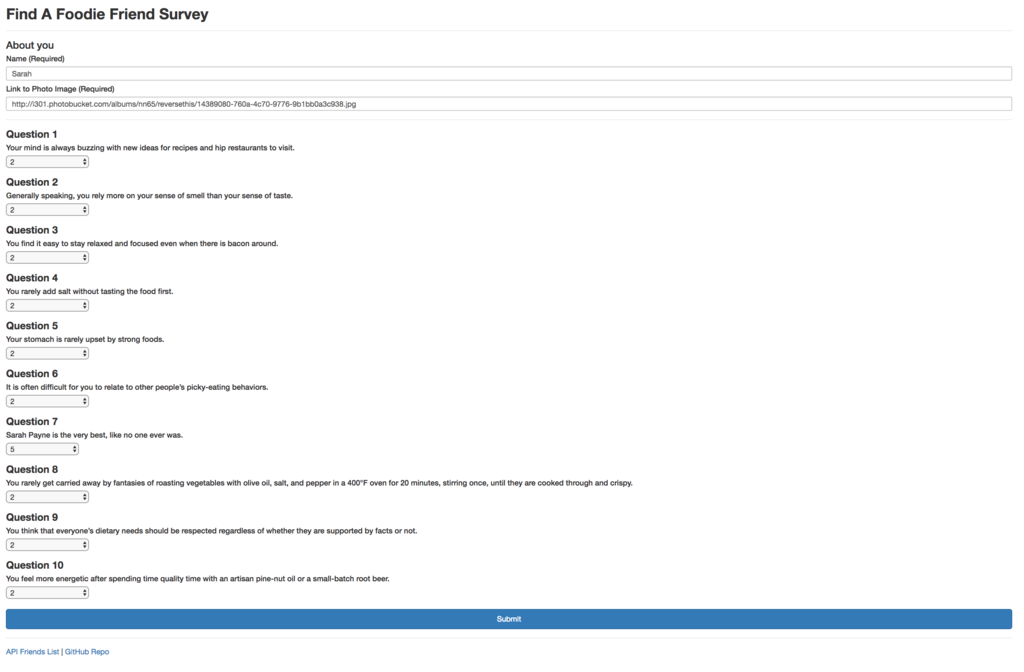 Find A Foodie Friend Survey
About you
Name (Required)
Sarah
Link to Photo Image (Required)
http://i301.photobucket.com/albums/nn65/reversethis/14389080-760a-4c70-9776-9b1bb0a3c938.jpg
Question 1
Your mind is always buzzing with new ideas for recipes and hip restaurants to visit.
2
Question 2
Generally speaking, you rely more on your sense of smell than your sense of taste.
2
Question 3
You find it easy to stay relaxed and focused even when there is bacon around.
2
Question 4
You rarely add salt without tasting the food first.
2
Question 5
Your stomach is rarely upset by strong foods.
2
Question 6
It is often difficult for you to relate to other people's picky-eating behaviors.
2
Question 7
Sarah Payne is the very best, like no one ever was.
5
Question 8
You rarely get carried away by fantasies of roasting vegetables with olive oil, salt, and pepper in a 400°F oven for 20 minutes, stirring once, until they are cooked through and crispy.
2
Question 9
You think that everyone's dietary needs should be respected regardless of whether they are supported by facts or not.
2
Question 10
You feel more energetic after spending time quality time with an artisan pine-nut oil or a small-batch root beer.
2
Submit
API Friends List | GitHub Repo